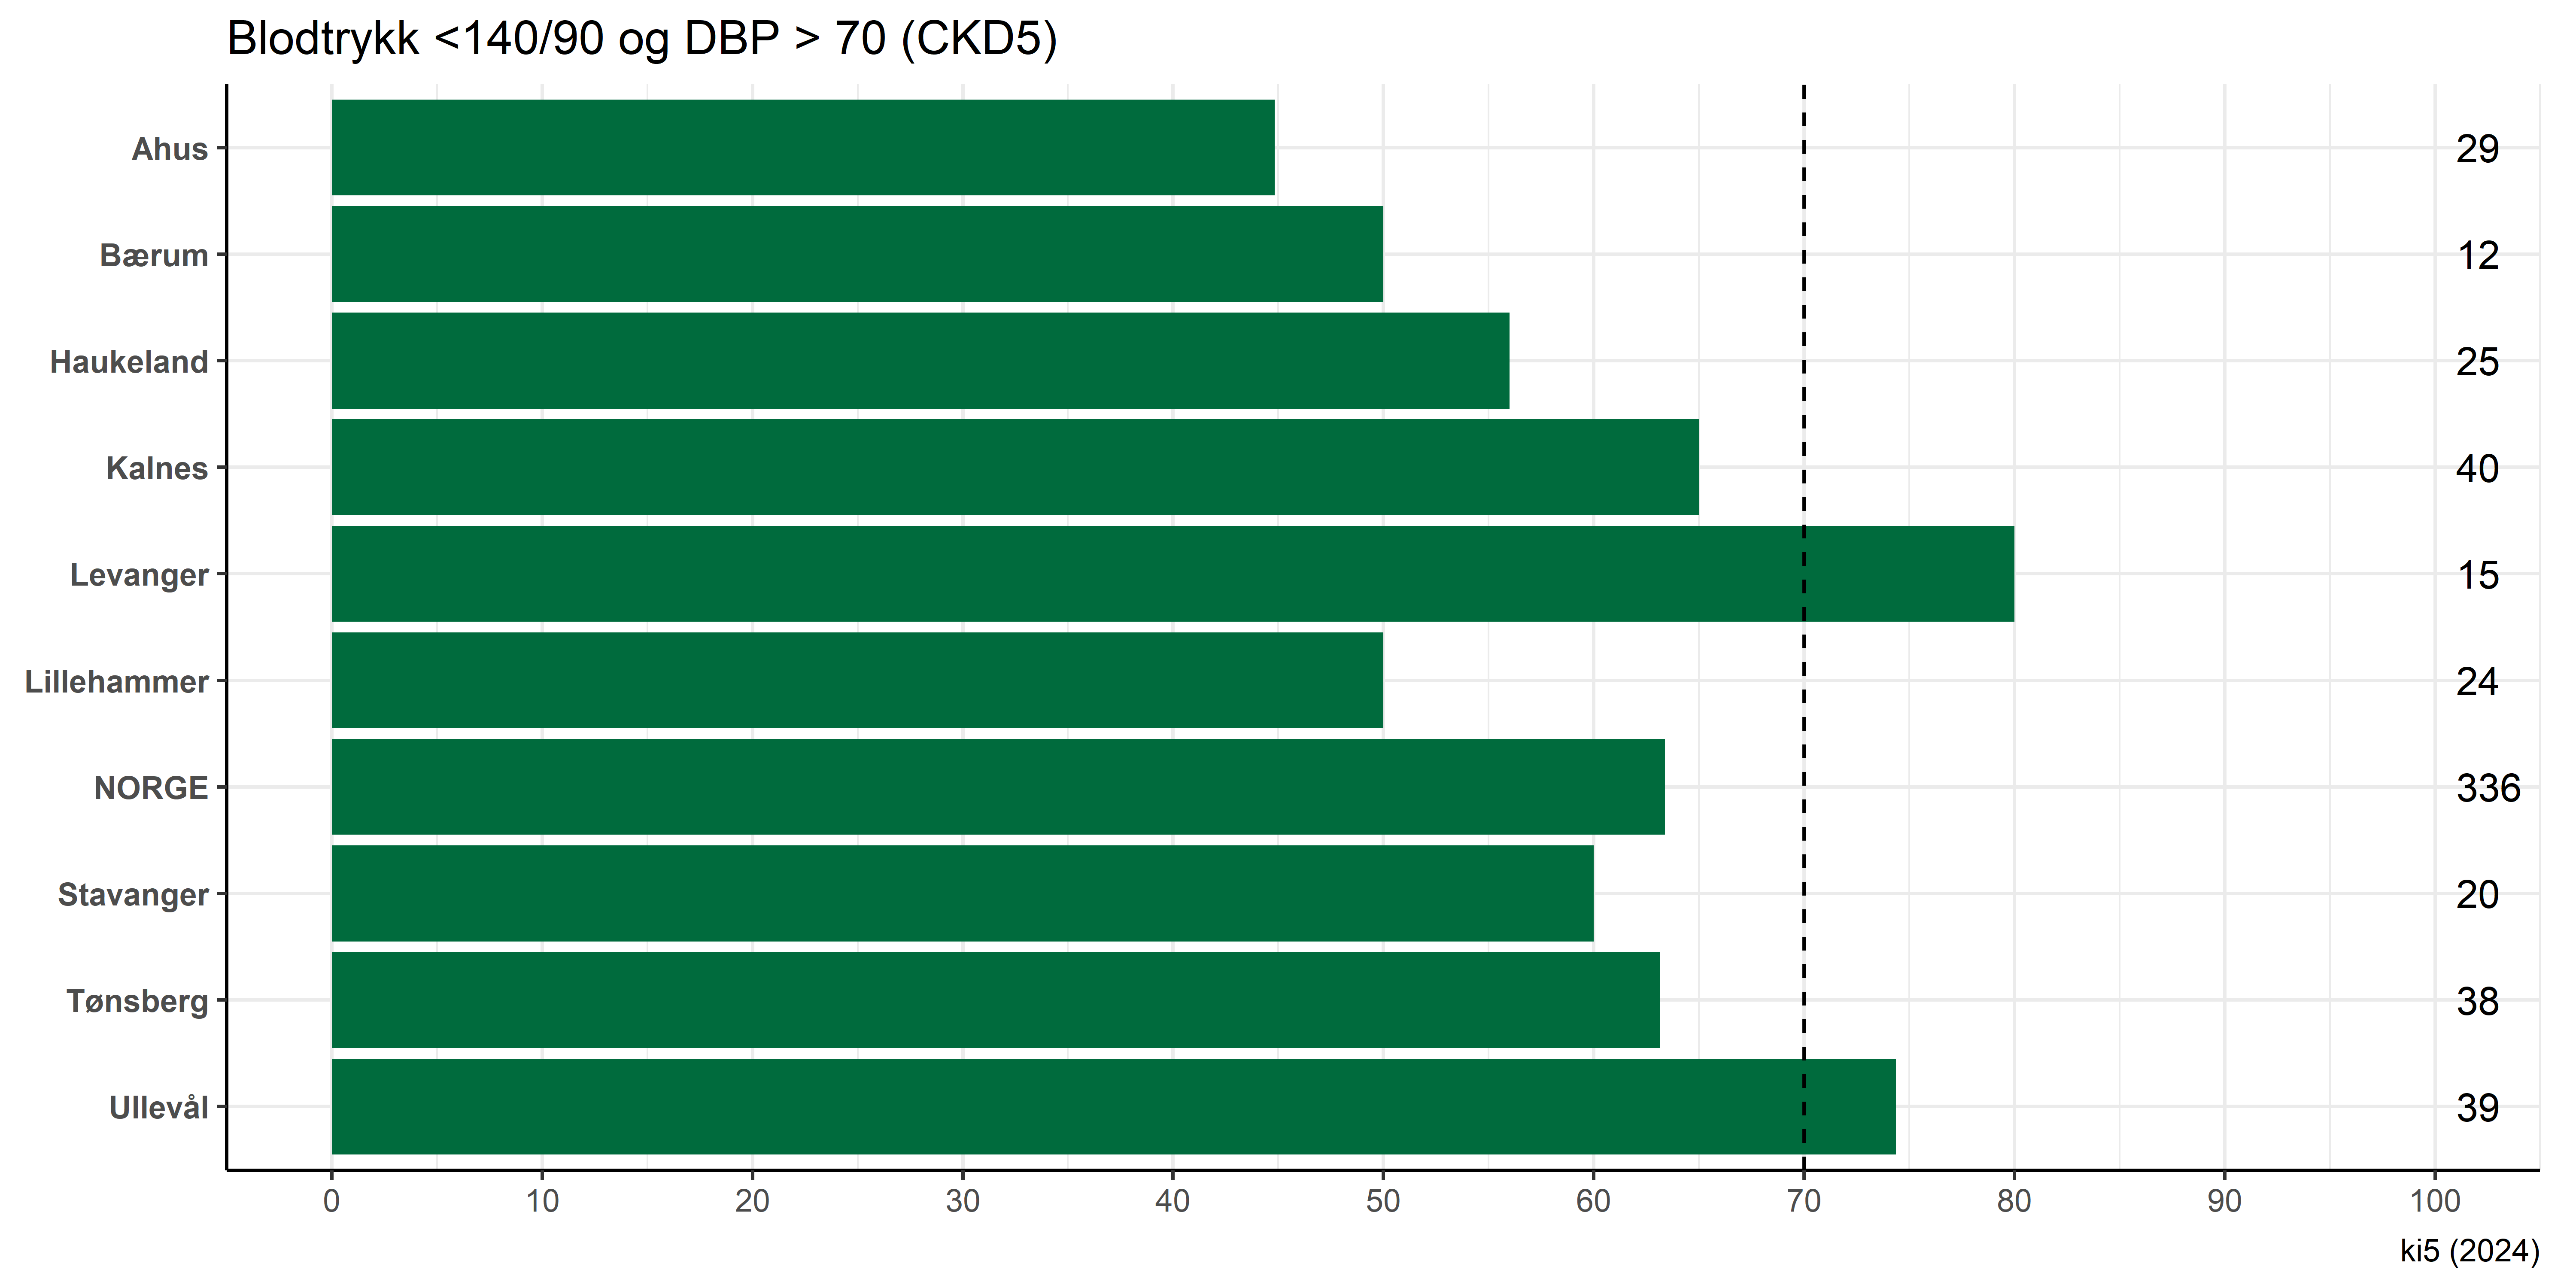 Blodtrykk <140/90 og DBP > 70 (CKD5)
Ahus 29
Bærum 12
Haukeland 25
Kalnes 40
Levanger 15
Lillehammer 24
NORGE 336
Stavanger 20
Tønsberg 38
Ullevål 39
0 10 20 30 40 50 60 70 80 90 100
ki5 (2024)